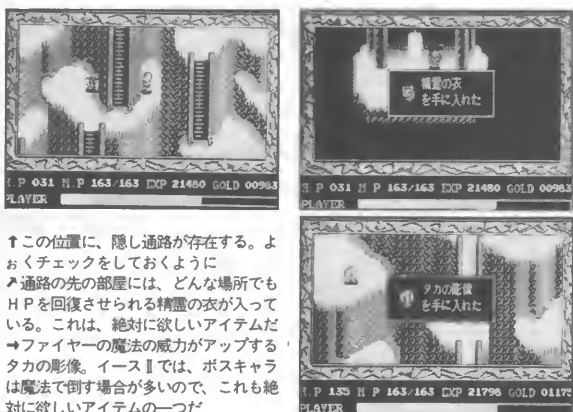 H.P 031 M.P 163/163 EXP 21480 GOLD 00983
PLAYER
精霊の衣
を手に入れた
H.P 031 M.P 163/163 EXP 21480 GOLD 00983
PLAYER
⬆この位置に、隠し通路が存在する。よ
ぉくチェックをしておくように
↗通路の先の部屋には、どんな場所でも
ＨＰを回復させられる精霊の衣が入って
いる。これは、絶対に欲しいアイテムだ
➡ファイヤーの魔法の威力がアップする
タカの彫像。イースⅡでは、ボスキャラ
は魔法で倒す場合が多いので、これも絶
対に欲しいアイテムの一つだ
タカの彫像
を手に入れた
H.P 135 M.P 163/163 EXP 21796 GOLD 0117
PLAYER